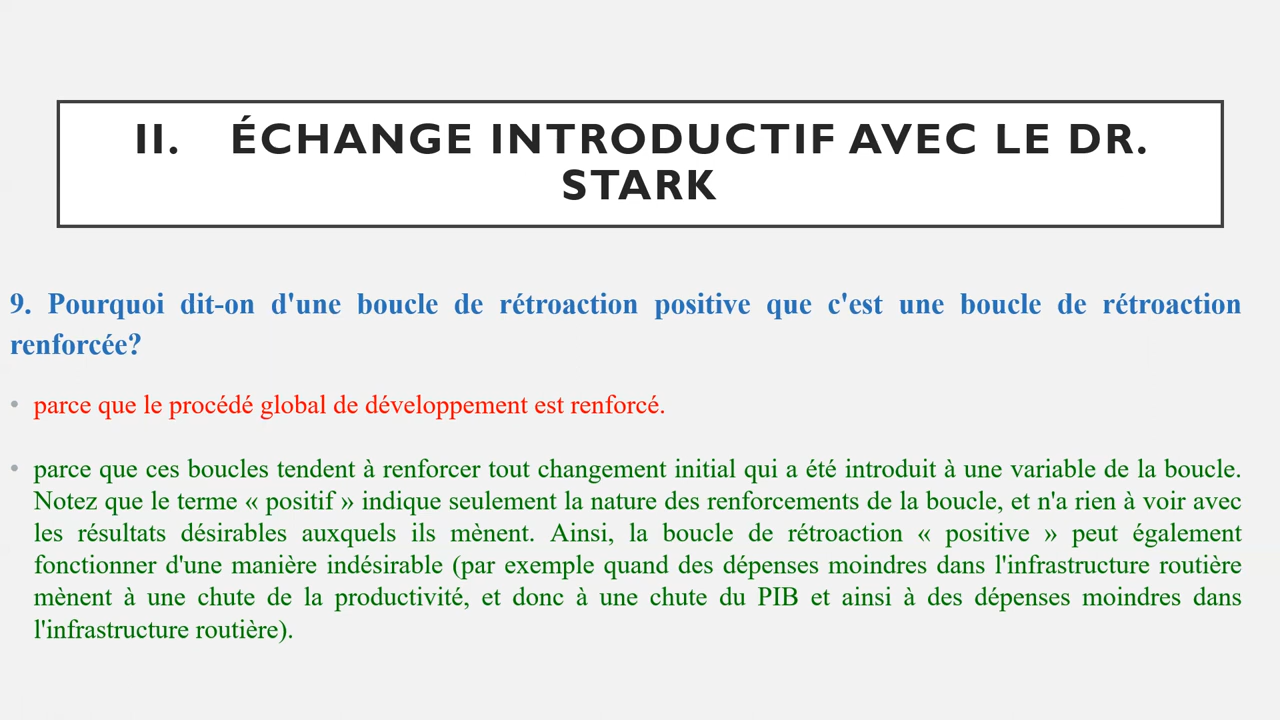 II. ÉCHANGE INTRODUCTIF AVEC LE DR.
STARK
9. Pourquoi dit-on d'une boucle de rétroaction positive que c'est une boucle de rétroaction
renforcée?
• parce que le procédé global de développement est renforcé.
• parce que ces boucles tendent à renforcer tout changement initial qui a été introduit à une variable de la boucle.
Notez que le terme « positif » indique seulement la nature des renforcements de la boucle, et n'a rien à voir avec
les résultats désirables auxquels ils mènent. Ainsi, la boucle de rétroaction « positive » peut également
fonctionner d'une manière indésirable (par exemple quand des dépenses moindres dans l'infrastructure routière
mènent à une chute de la productivité, et donc à une chute du PIB et ainsi à des dépenses moindres dans
l'infrastructure routière).